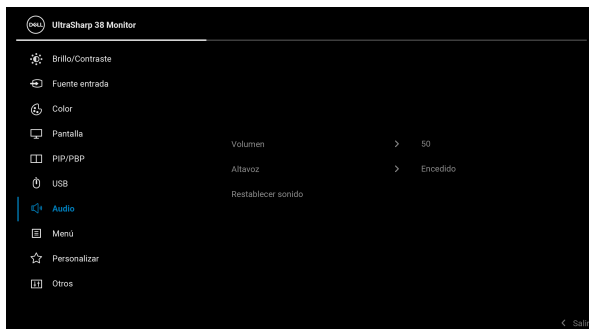 DELL UltraSharp 38 Monitor
Brillo/Contraste
Fuente entrada
Color
Pantalla
Volumen 50
PIP/PBP
Altavoz Encedido
USB
Restablecer sonido
Audio
Menú
Personalizar
Otros
Salir